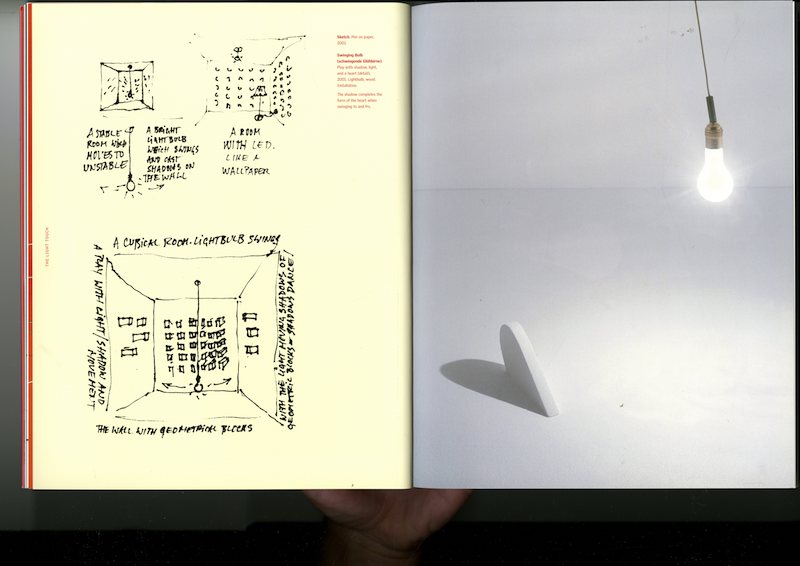 Sketch Pen on paper,
2001
Swinging Bulb
(schwingende Glühbirne)
Play with shadow, light,
and a heart (detail)
2001, Lightbulb, wood
Installation
The shadow completes the
form of the heart when
swinging to and fro.
A STABLE
ROOM WHICH
MOVES TO
UNSTABLE
A BRIGHT
LIGHTBULB
WHICH SWINGS
AND CAST
SHADOWS ON
THE WALL
A ROOM
WITH LED.
LIKE A
WALLPAPER
THE LIGHT TOUCH
A CUBICAL ROOM. LIGHTBULB SWINGS
A PLAY WITH LIGHT/SHADOW AND
MOVEMENT
WITH THE LIGHT MOVING SHADOWS OF
GEOMETRIC BLOCKS = SHADOWS DANCE!
THE WALL WITH GEOMETRICAL BLOCKS